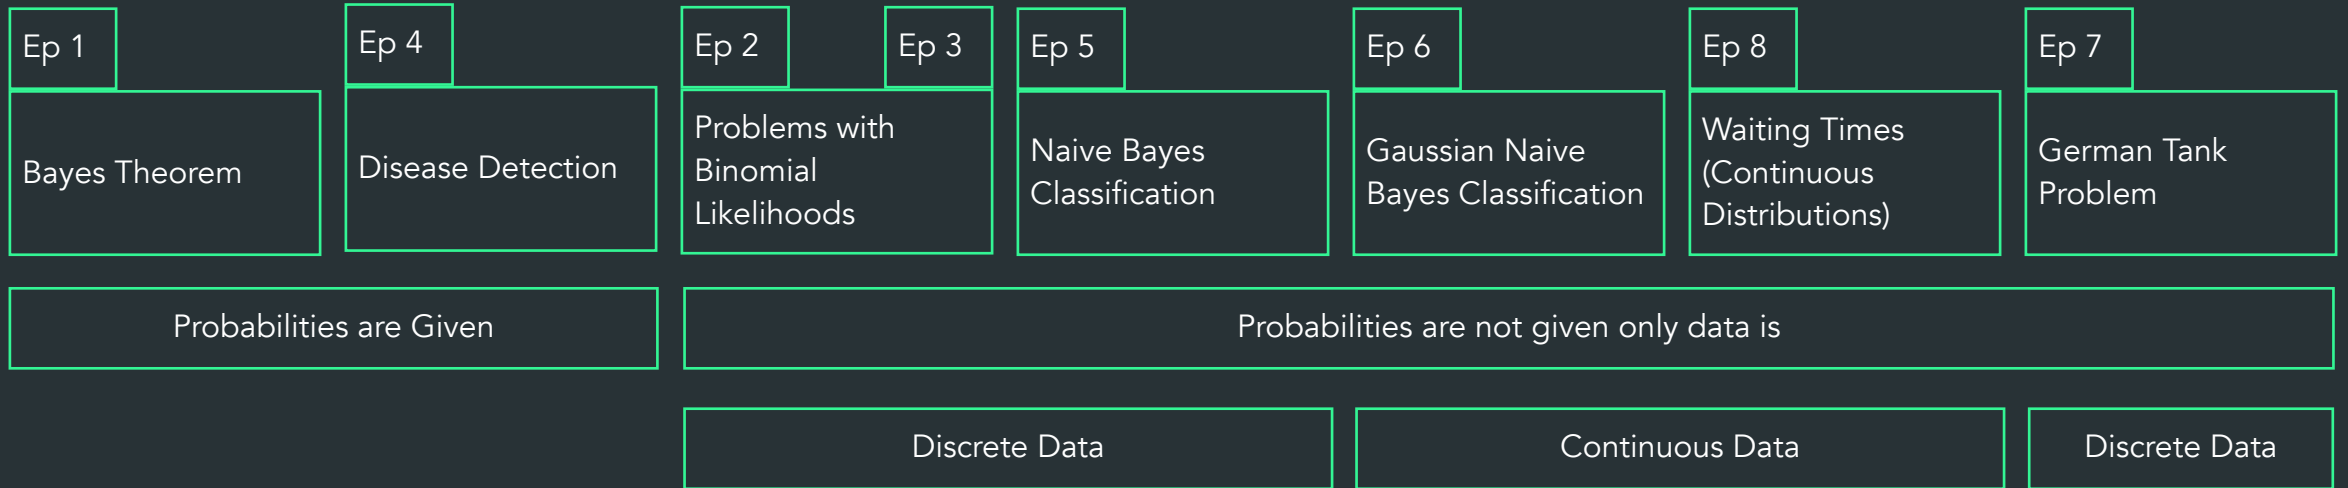 Ep 1
Ep 4
Ep 2
Ep 3
Ep 5
Ep 6
Ep 8
Ep 7
Bayes Theorem
Disease Detection
Problems with
Binomial
Likelihoods
Naive Bayes
Classification
Gaussian Naive
Bayes Classification
Waiting Times
(Continuous
Distributions)
German Tank
Problem
Probabilities are Given
Probabilities are not given only data is
Discrete Data
Continuous Data
Discrete Data